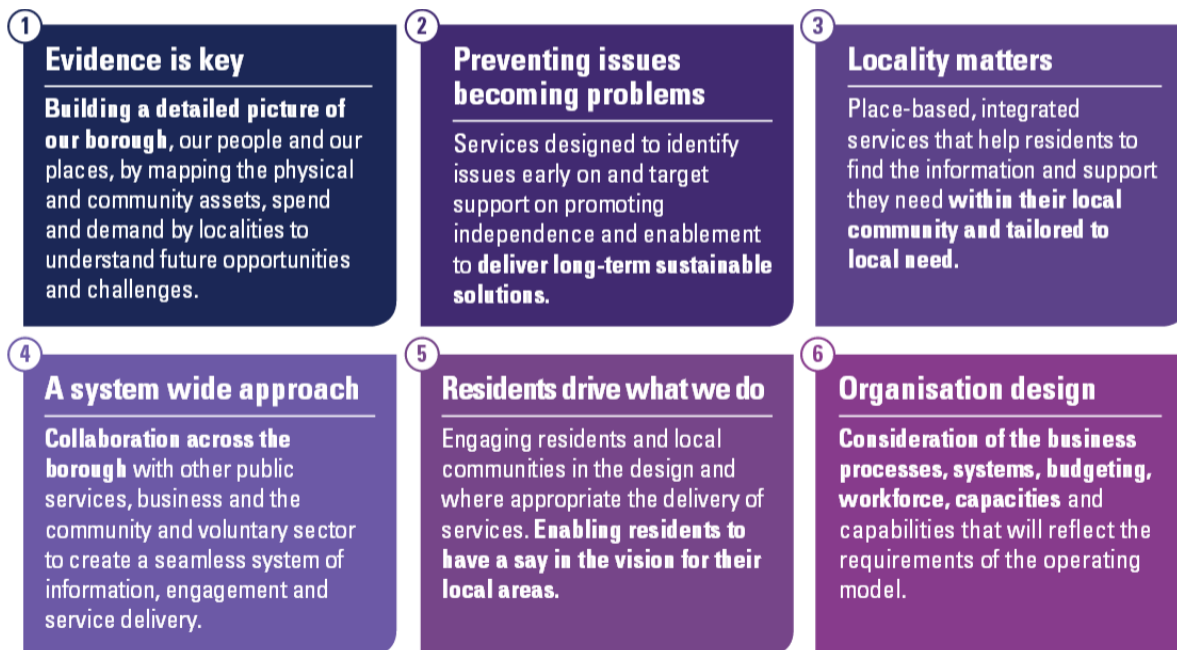 1
Evidence is key
Building a detailed picture of
our borough, our people and our
places, by mapping the physical
and community assets, spend
and demand by localities to
understand future opportunities
and challenges.
2
Preventing issues
becoming problems
Services designed to identify
issues early on and target
support on promoting
independence and enablement
to deliver long-term sustainable
solutions.
3
Locality matters
Place-based, integrated
services that help residents to
find the information and support
they need within their local
community and tailored to
local need.
4
A system wide approach
Collaboration across the
borough with other public
services, business and the
community and voluntary sector
to create a seamless system of
information, engagement and
service delivery.
5
Residents drive what we do
Engaging residents and local
communities in the design and
where appropriate the delivery of
services. Enabling residents to
have a say in the vision for their
local areas.
6
Organisation design
Consideration of the business
processes, systems, budgeting,
workforce, capacities and
capabilities that will reflect the
requirements of the operating
model.